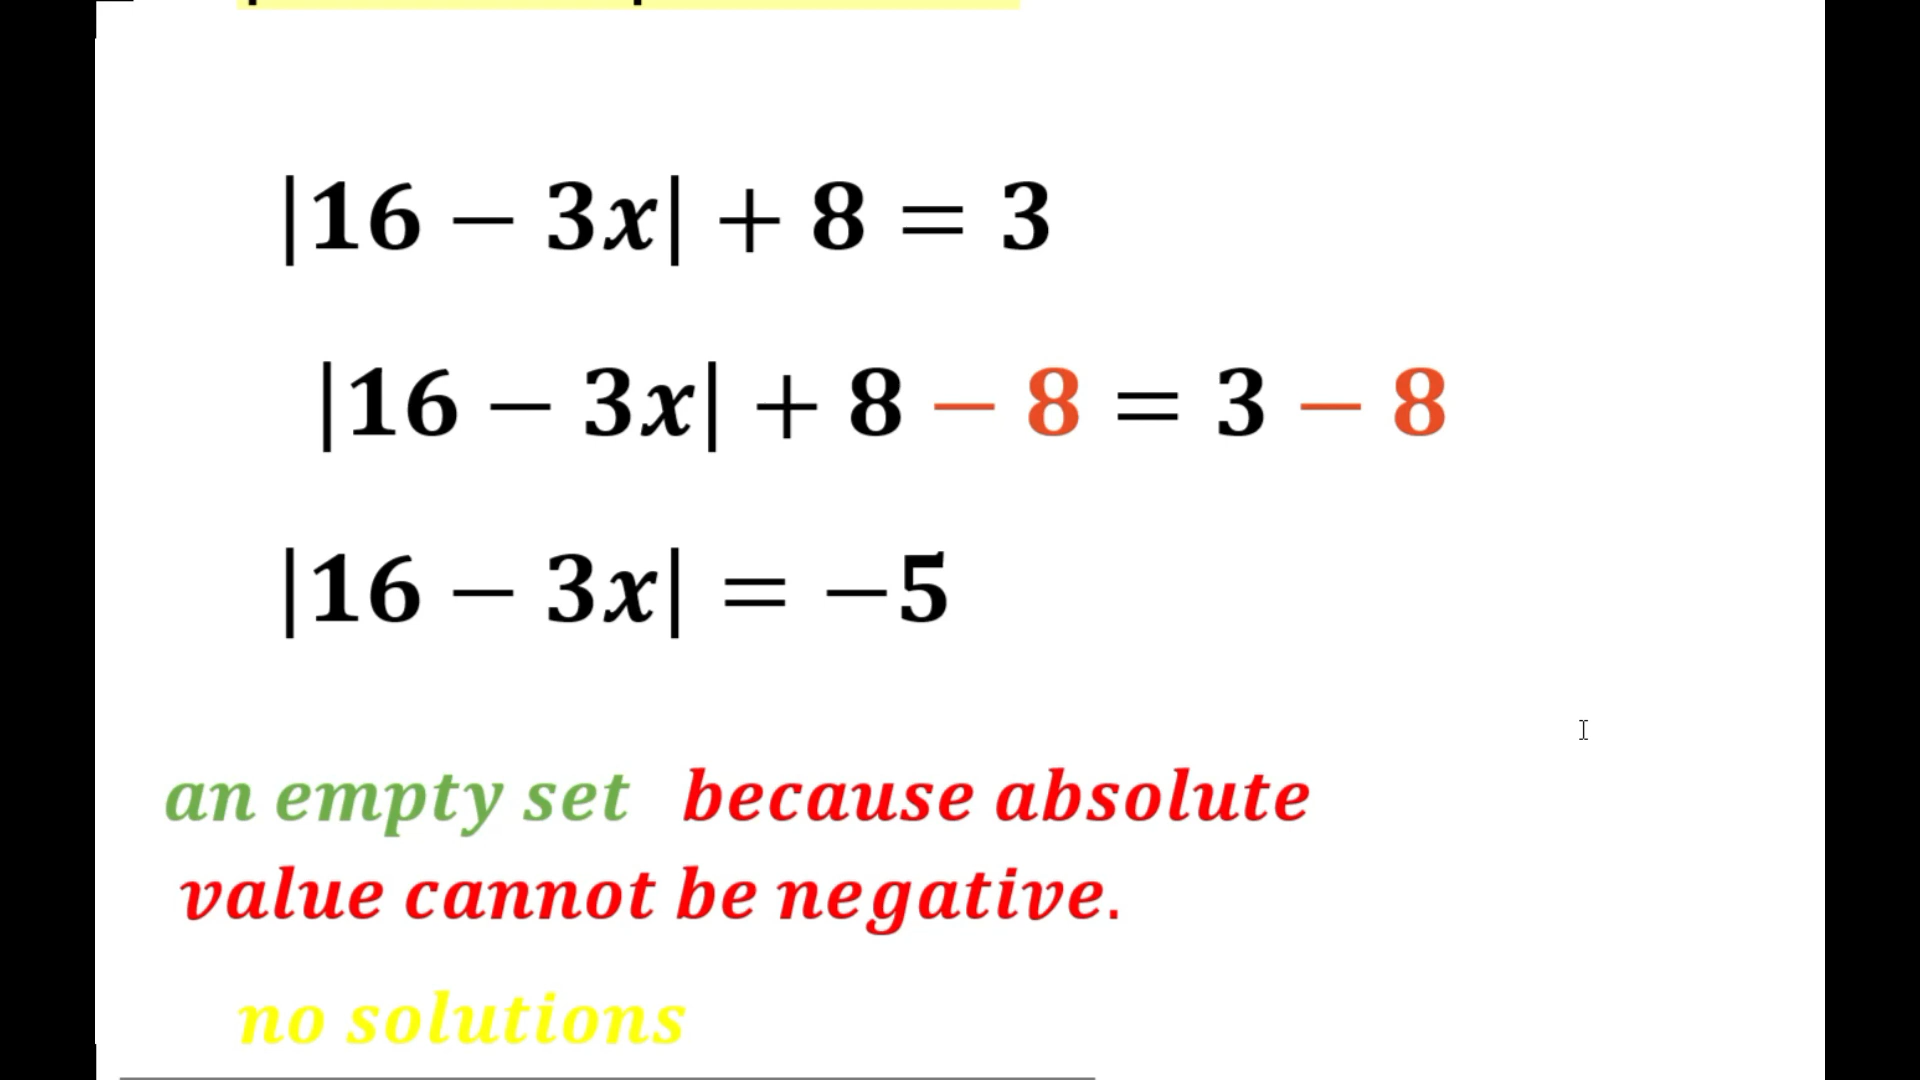 |16 − 3x| + 8 = 3
|16 − 3x| + 8 − 8 = 3 − 8
|16 − 3x| = −5
an empty set because absolute
value cannot be negative.
no solutions